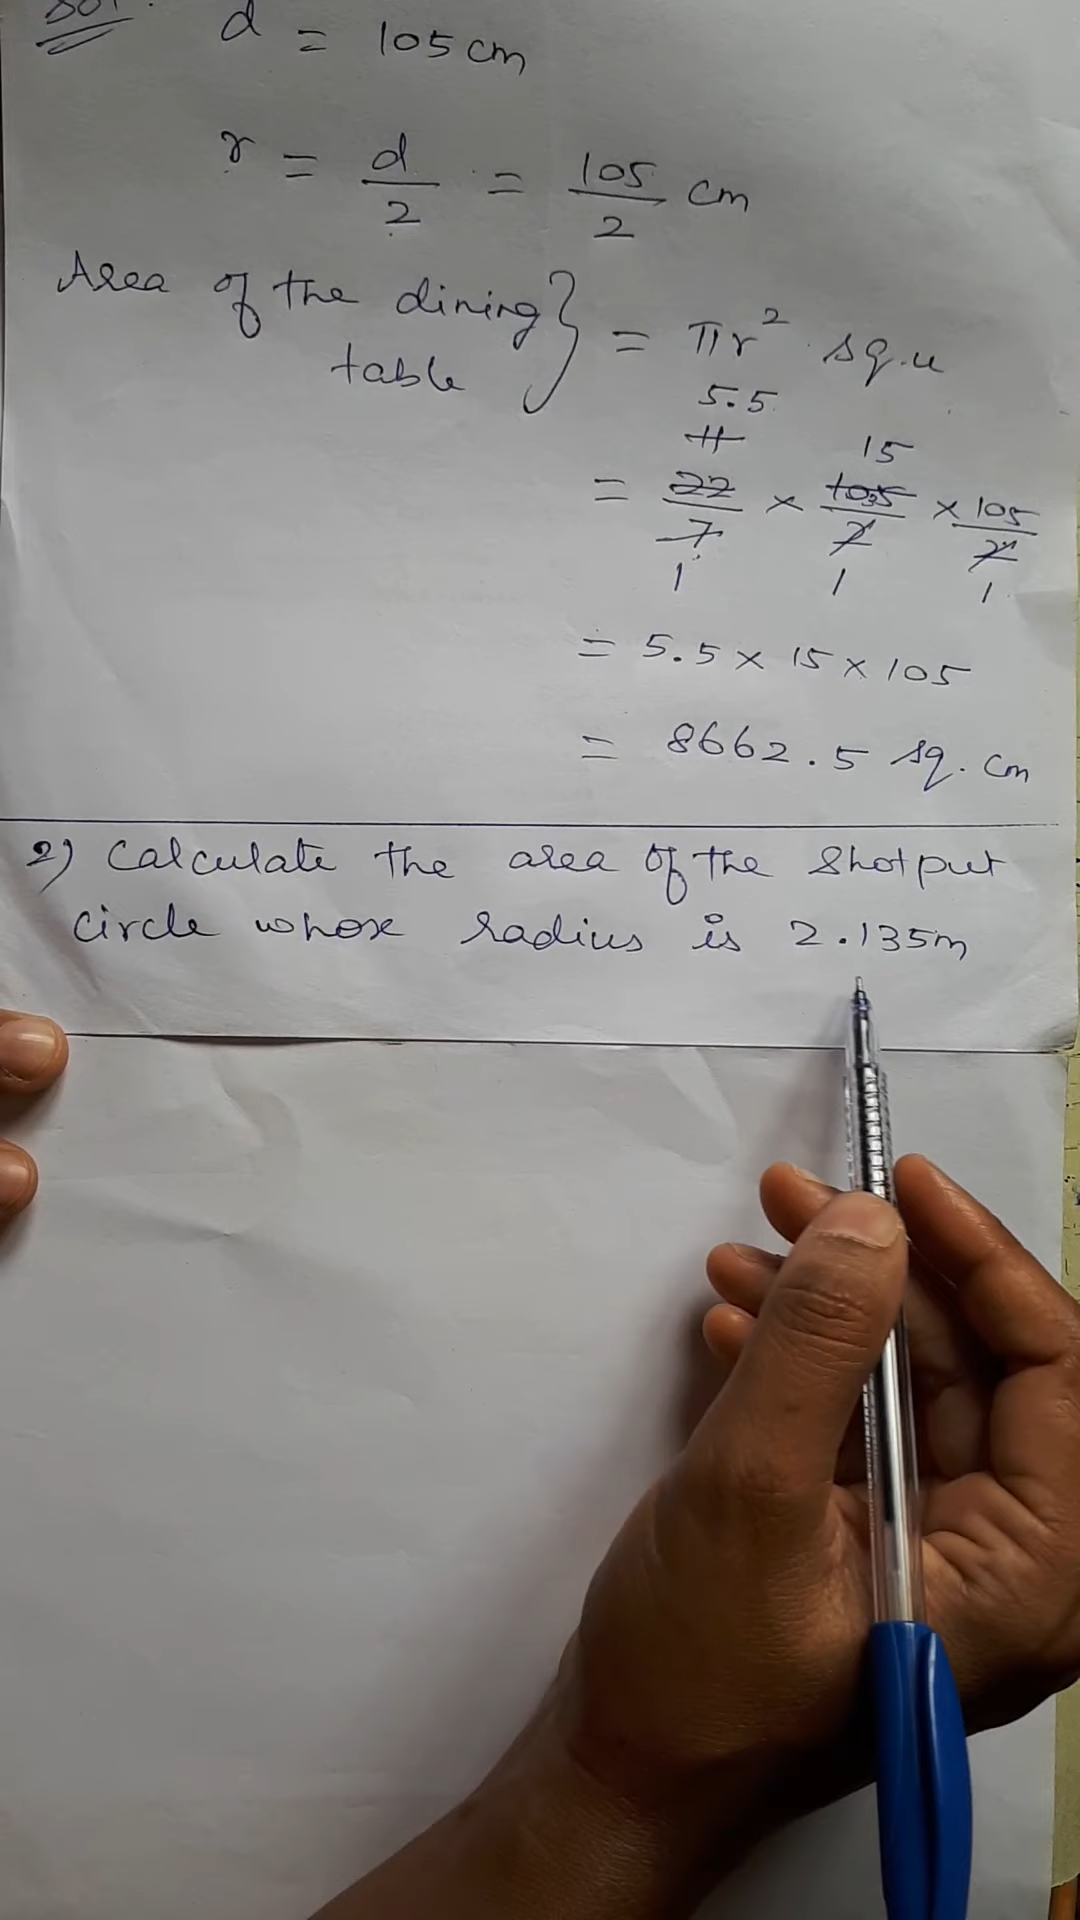 Sol.
d = 105 cm
r = d/2 = 105/2 cm
Area of the dining table } = πr² sq.u
5.5
11 15
= 22/7 × 105/2 × 105/2
1 1 1
= 5.5 × 15 × 105
= 8662.5 sq. cm
2) Calculate the area of the shotput
circle whose radius is 2.135m